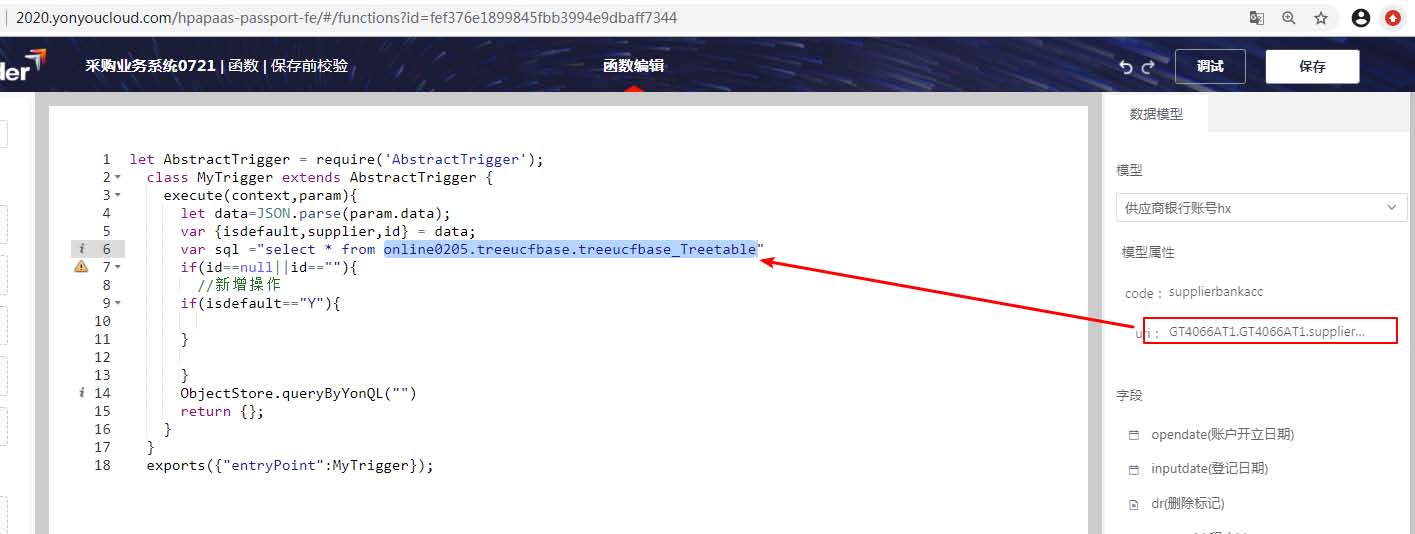 2020.yonyoucloud.com/hpapaas-passport-fe/#/functions?id=fef376e1899845fbb3994e9dbaff7344
der
采购业务系统0721 | 函数 | 保存前校验
函数编辑
调试
保存
数据模型
模型
供应商银行账号hx
模型属性
code： supplierbankacc
uri： GT4066AT1.GT4066AT1.supplier...
字段
opendate(账户开立日期)
inputdate(登记日期)
dr(删除标记)
1 let AbstractTrigger = require('AbstractTrigger');
2 class MyTrigger extends AbstractTrigger {
3 execute(context,param){
4 let data=JSON.parse(param.data);
5 var {isdefault,supplier,id} = data;
i 6 var sql ="select * from online0205.treeucfbase.treeucfbase_Treetable"
7 if(id==null||id==""){
8 //新增操作
9 if(isdefault=="Y"){
10
11 }
12
13 }
i 14 ObjectStore.queryByYonQL("")
15 return {};
16 }
17 }
18 exports({"entryPoint":MyTrigger});